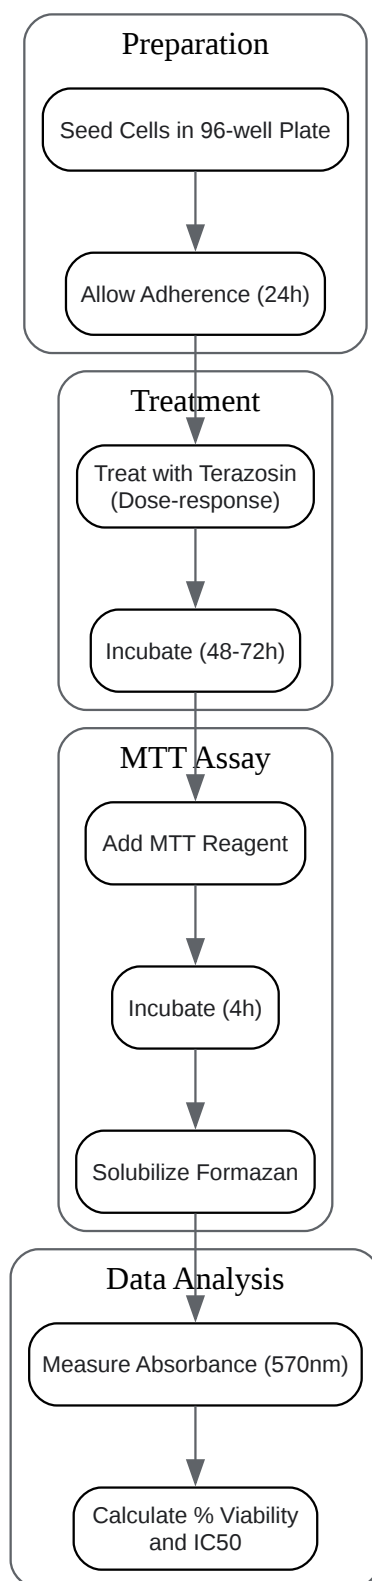 Preparation
Seed Cells in 96-well Plate
Allow Adherence (24h)
Treatment
Treat with Terazosin
(Dose-response)
Incubate (48-72h)
MTT Assay
Add MTT Reagent
Incubate (4h)
Solubilize Formazan
Data Analysis
Measure Absorbance (570nm)
Calculate % Viability
and IC50